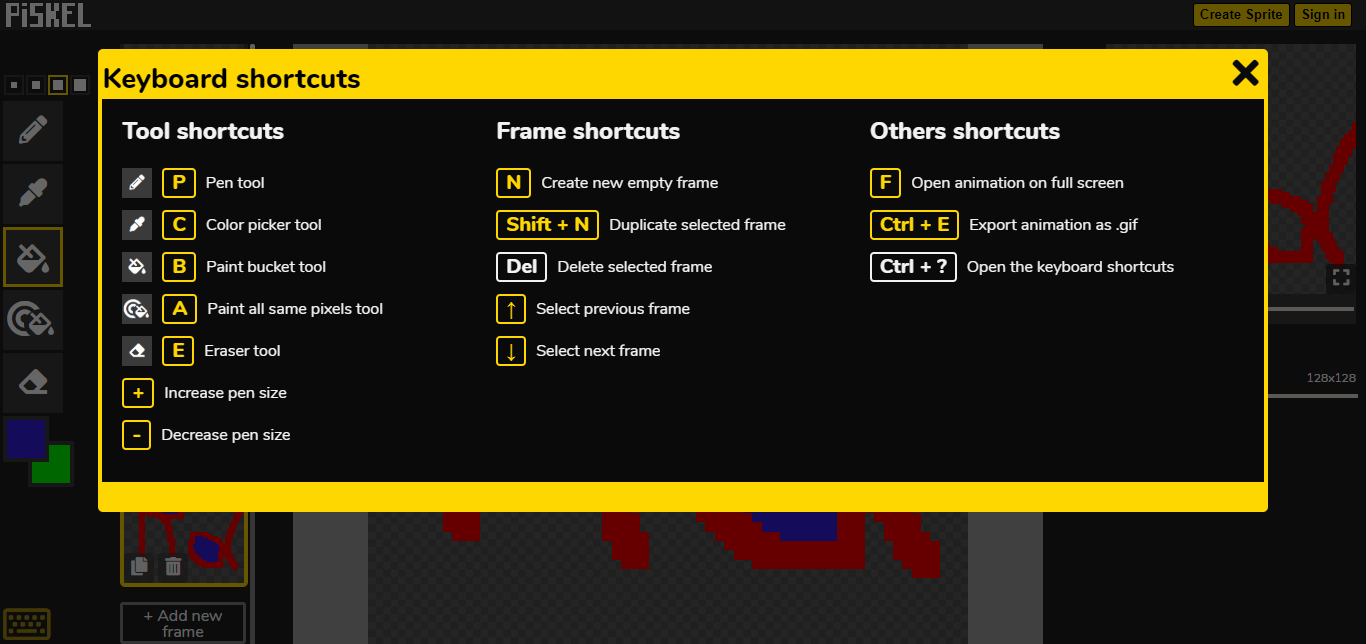 PiSKEL
Create Sprite
Sign in
Keyboard shortcuts
Tool shortcuts
P Pen tool
C Color picker tool
B Paint bucket tool
A Paint all same pixels tool
E Eraser tool
+ Increase pen size
- Decrease pen size
Frame shortcuts
N Create new empty frame
Shift + N Duplicate selected frame
Del Delete selected frame
↑ Select previous frame
↓ Select next frame
Others shortcuts
F Open animation on full screen
Ctrl + E Export animation as .gif
Ctrl + ? Open the keyboard shortcuts
128x128
+ Add new
frame